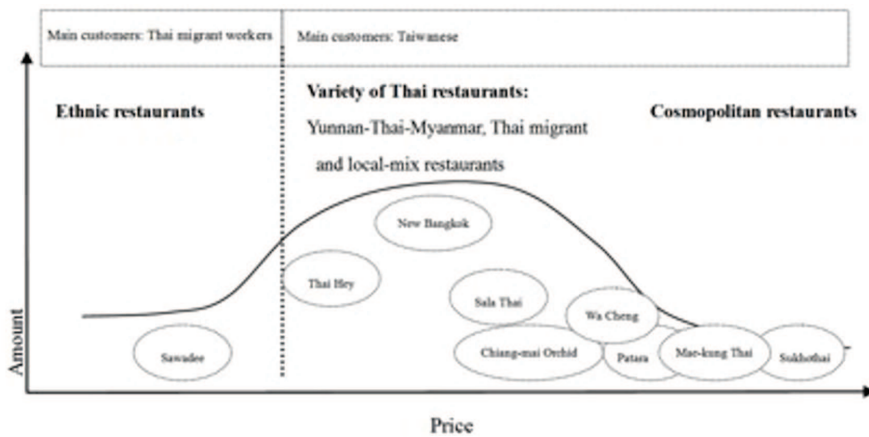 Main customers: Thai migrant workers
Main customers: Taiwanese
Ethnic restaurants
Variety of Thai restaurants:
Yunnan-Thai-Myanmar, Thai migrant
and local-mix restaurants
Cosmopolitan restaurants
New Bangkok
Thai Hey
Sala Thai
Wa Cheng
Sawadee
Chiang-mai Orchid
Patara
Mae-kung Thai
Sukhothai
Amount
Price